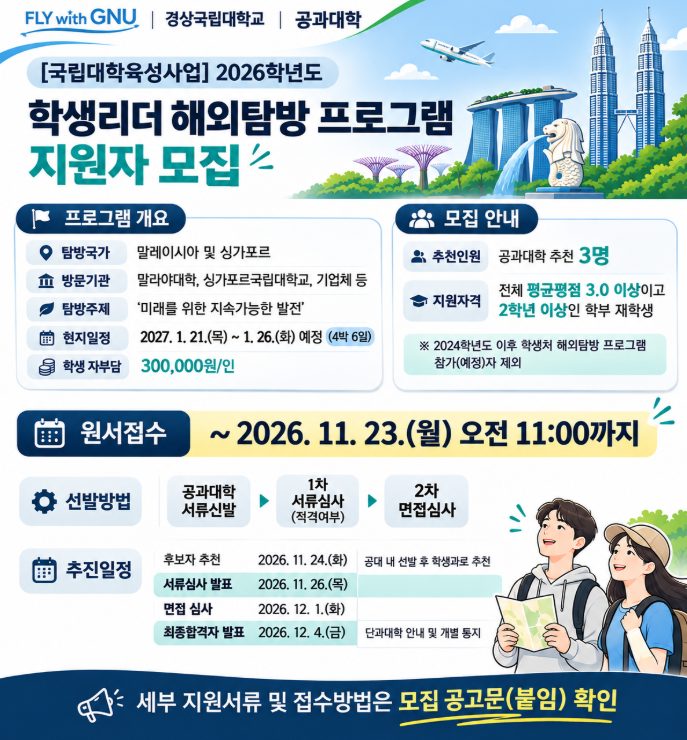 FLY with GNU | 경상국립대학교 | 공과대학
[국립대학육성사업] 2026학년도
학생리더 해외탐방 프로그램
지원자 모집
프로그램 개요
탐방국가 말레이시아 및 싱가포르
방문기관 말라야대학, 싱가포르국립대학교, 기업체 등
탐방주제 '미래를 위한 지속가능한 발전'
현지일정 2027. 1. 21.(목) ~ 1. 26.(화) 예정 (4박 6일)
학생 자부담 300,000원/인
모집 안내
추천인원 공과대학 추천 3명
지원자격 전체 평균평점 3.0 이상이고
2학년 이상인 학부 재학생
※ 2024학년도 이후 학생처 해외탐방 프로그램
참가(예정)자 제외
원서접수 ~ 2026. 11. 23.(월) 오전 11:00까지
선발방법
공과대학
서류신발
1차
서류심사
(적격여부)
2차
면접심사
추진일정
후보자 추천 2026. 11. 24.(화) 공대 내 선발 후 학생과로 추천
서류심사 발표 2026. 11. 26.(목)
면접 심사 2026. 12. 1.(화)
최종합격자 발표 2026. 12. 4.(금) 단과대학 안내 및 개별 통지
세부 지원서류 및 접수방법은 모집 공고문(붙임) 확인